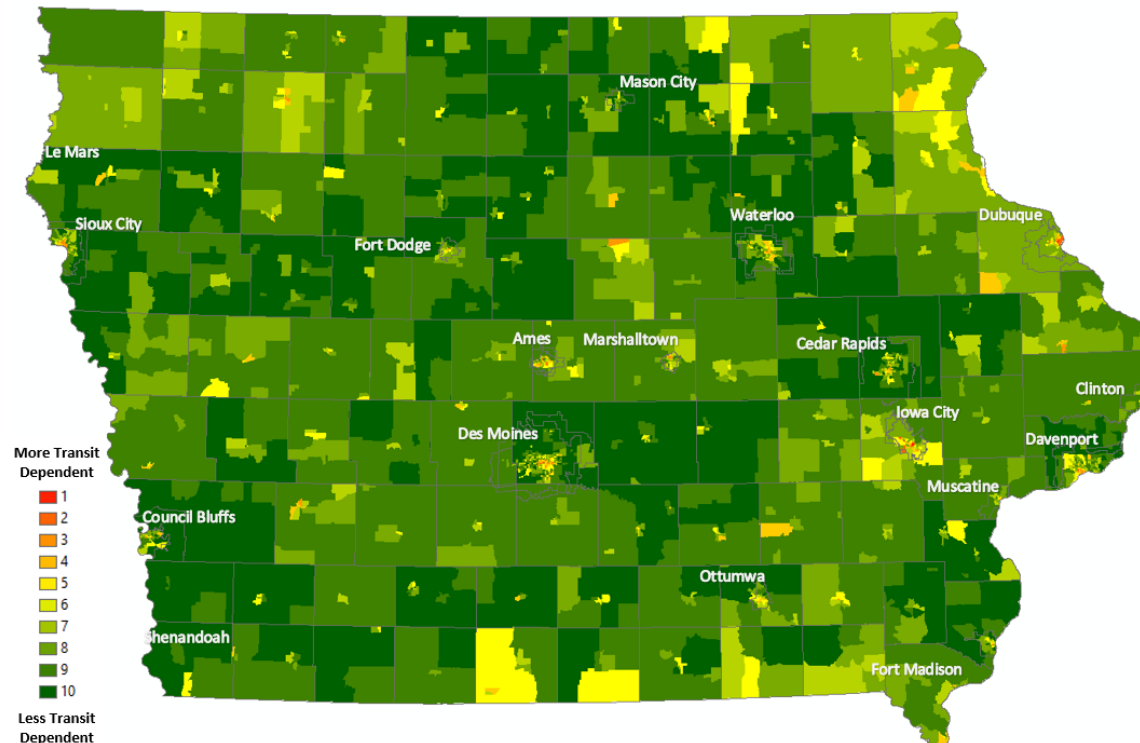 Mason City
Le Mars
Sioux City
Fort Dodge
Waterloo
Dubuque
Ames
Marshalltown
Cedar Rapids
Clinton
Iowa City
Des Moines
Davenport
Muscatine
Council Bluffs
Ottumwa
Shenandoah
Fort Madison
More Transit
Dependent
1
2
3
4
5
6
7
8
9
10
Less Transit
Dependent